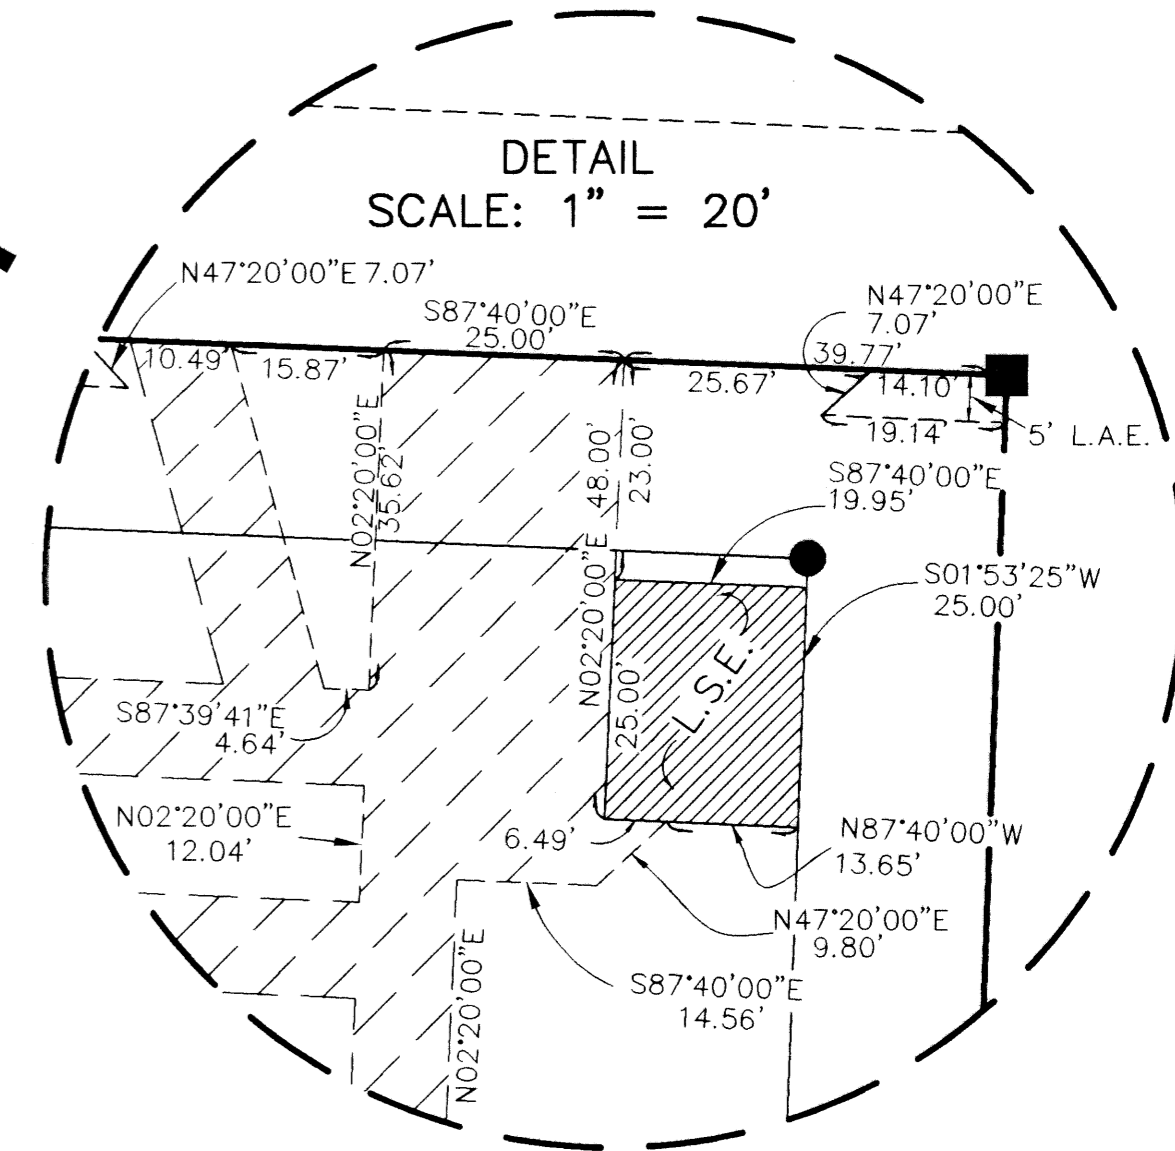 DETAIL
SCALE: 1" = 20'
N47°20'00"E 7.07'
S87°40'00"E
25.00'
N47°20'00"E
7.07'
39.77'
10.49'
15.87'
25.67'
14.10'
19.14'
5' L.A.E.
N02°20'00"E
35.62'
48.00'
23.00'
S87°40'00"E
19.95'
S01°53'25"W
25.00'
N02°20'00"E
25.00'
L.S.E.
S87°39'41"E
4.64'
N02°20'00"E
12.04'
6.49'
N87°40'00"W
13.65'
N47°20'00"E
9.80'
S87°40'00"E
14.56'
N02°20'00"E